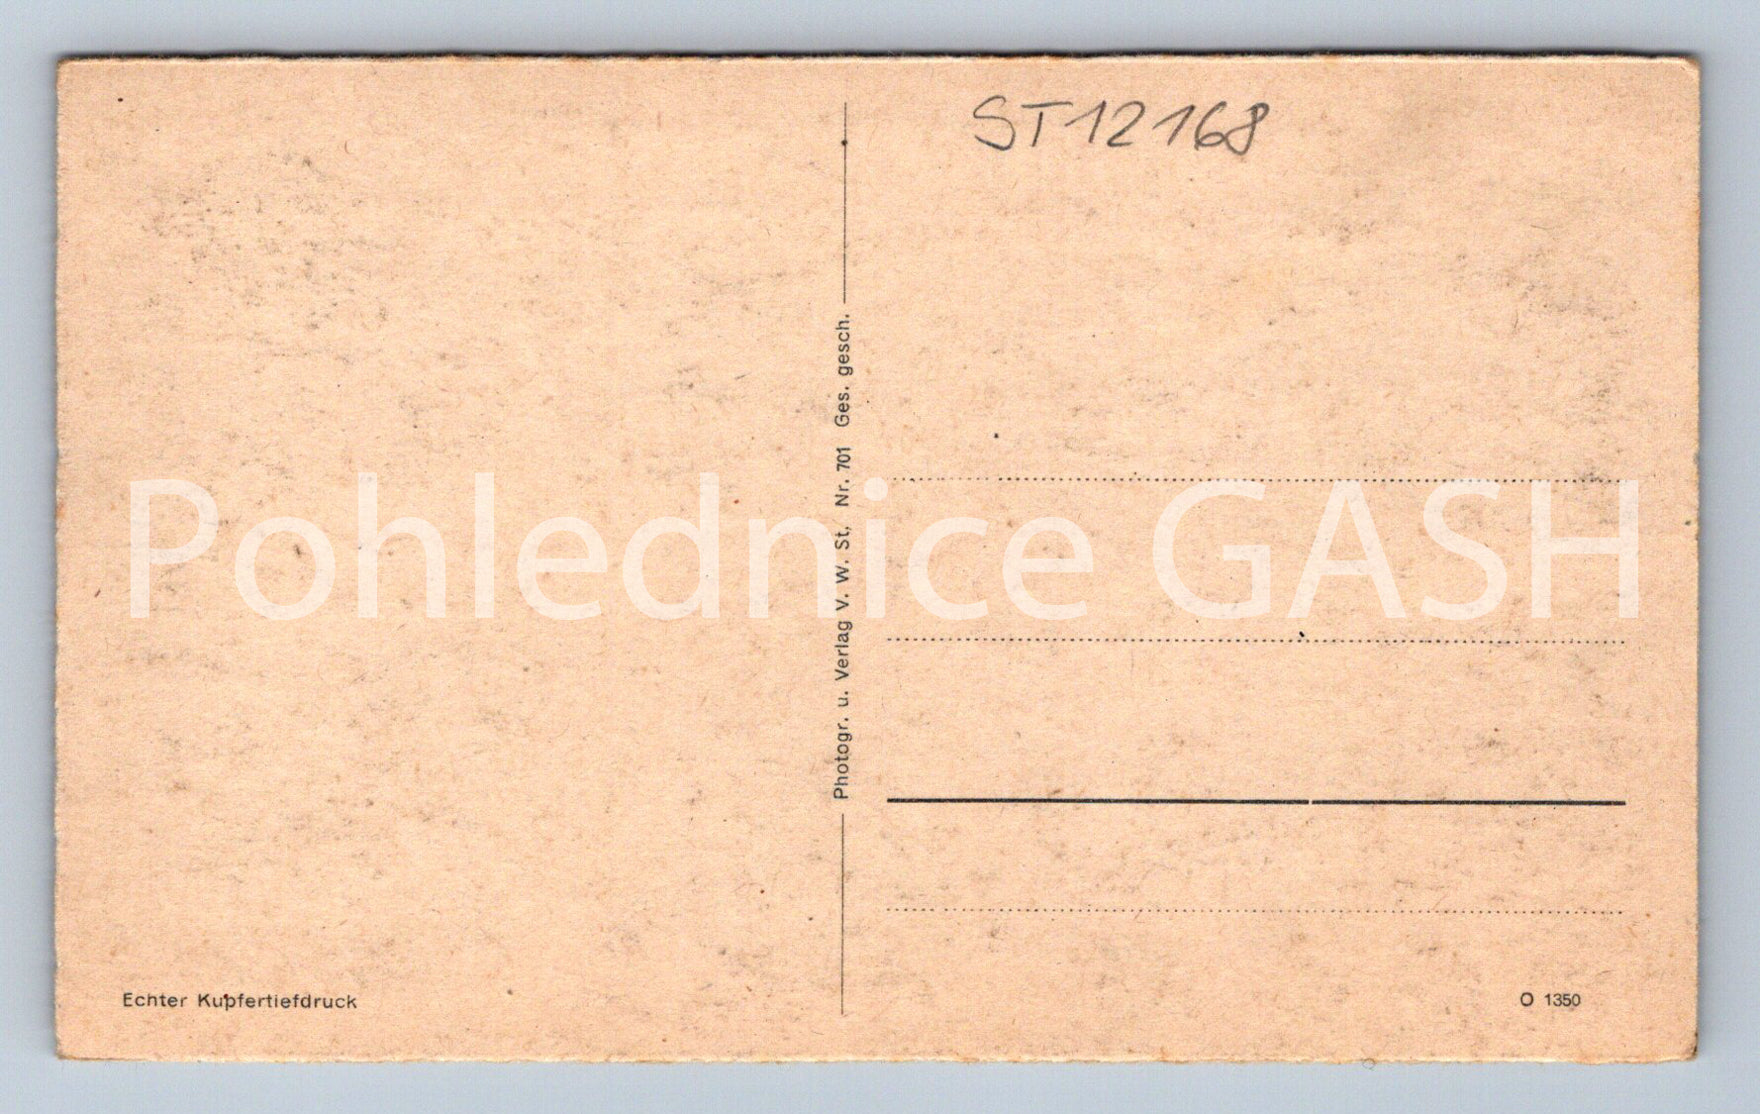 ST12168
Photogr. u. Verlag V. W. St, Nr. 701 Ges. gesch.
Pohlednice GASH
Echter Kupfertiefdruck
O 1350